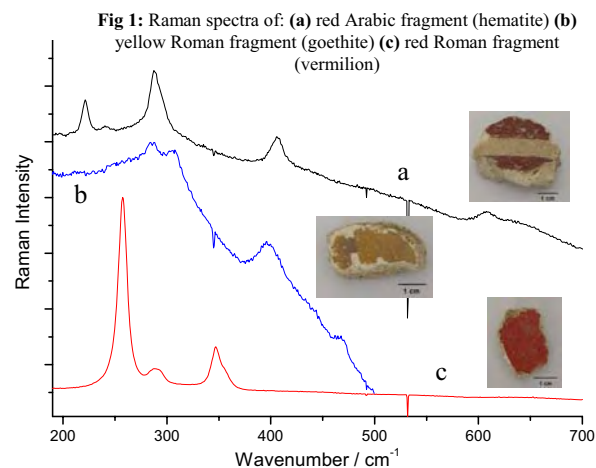 Fig 1: Raman spectra of: (a) red Arabic fragment (hematite) (b)
yellow Roman fragment (goethite) (c) red Roman fragment
(vermilion)
Raman Intensity
a
b
c
1 cm
1 cm
1 cm
200
300
400
500
600
700
Wavenumber / cm⁻¹